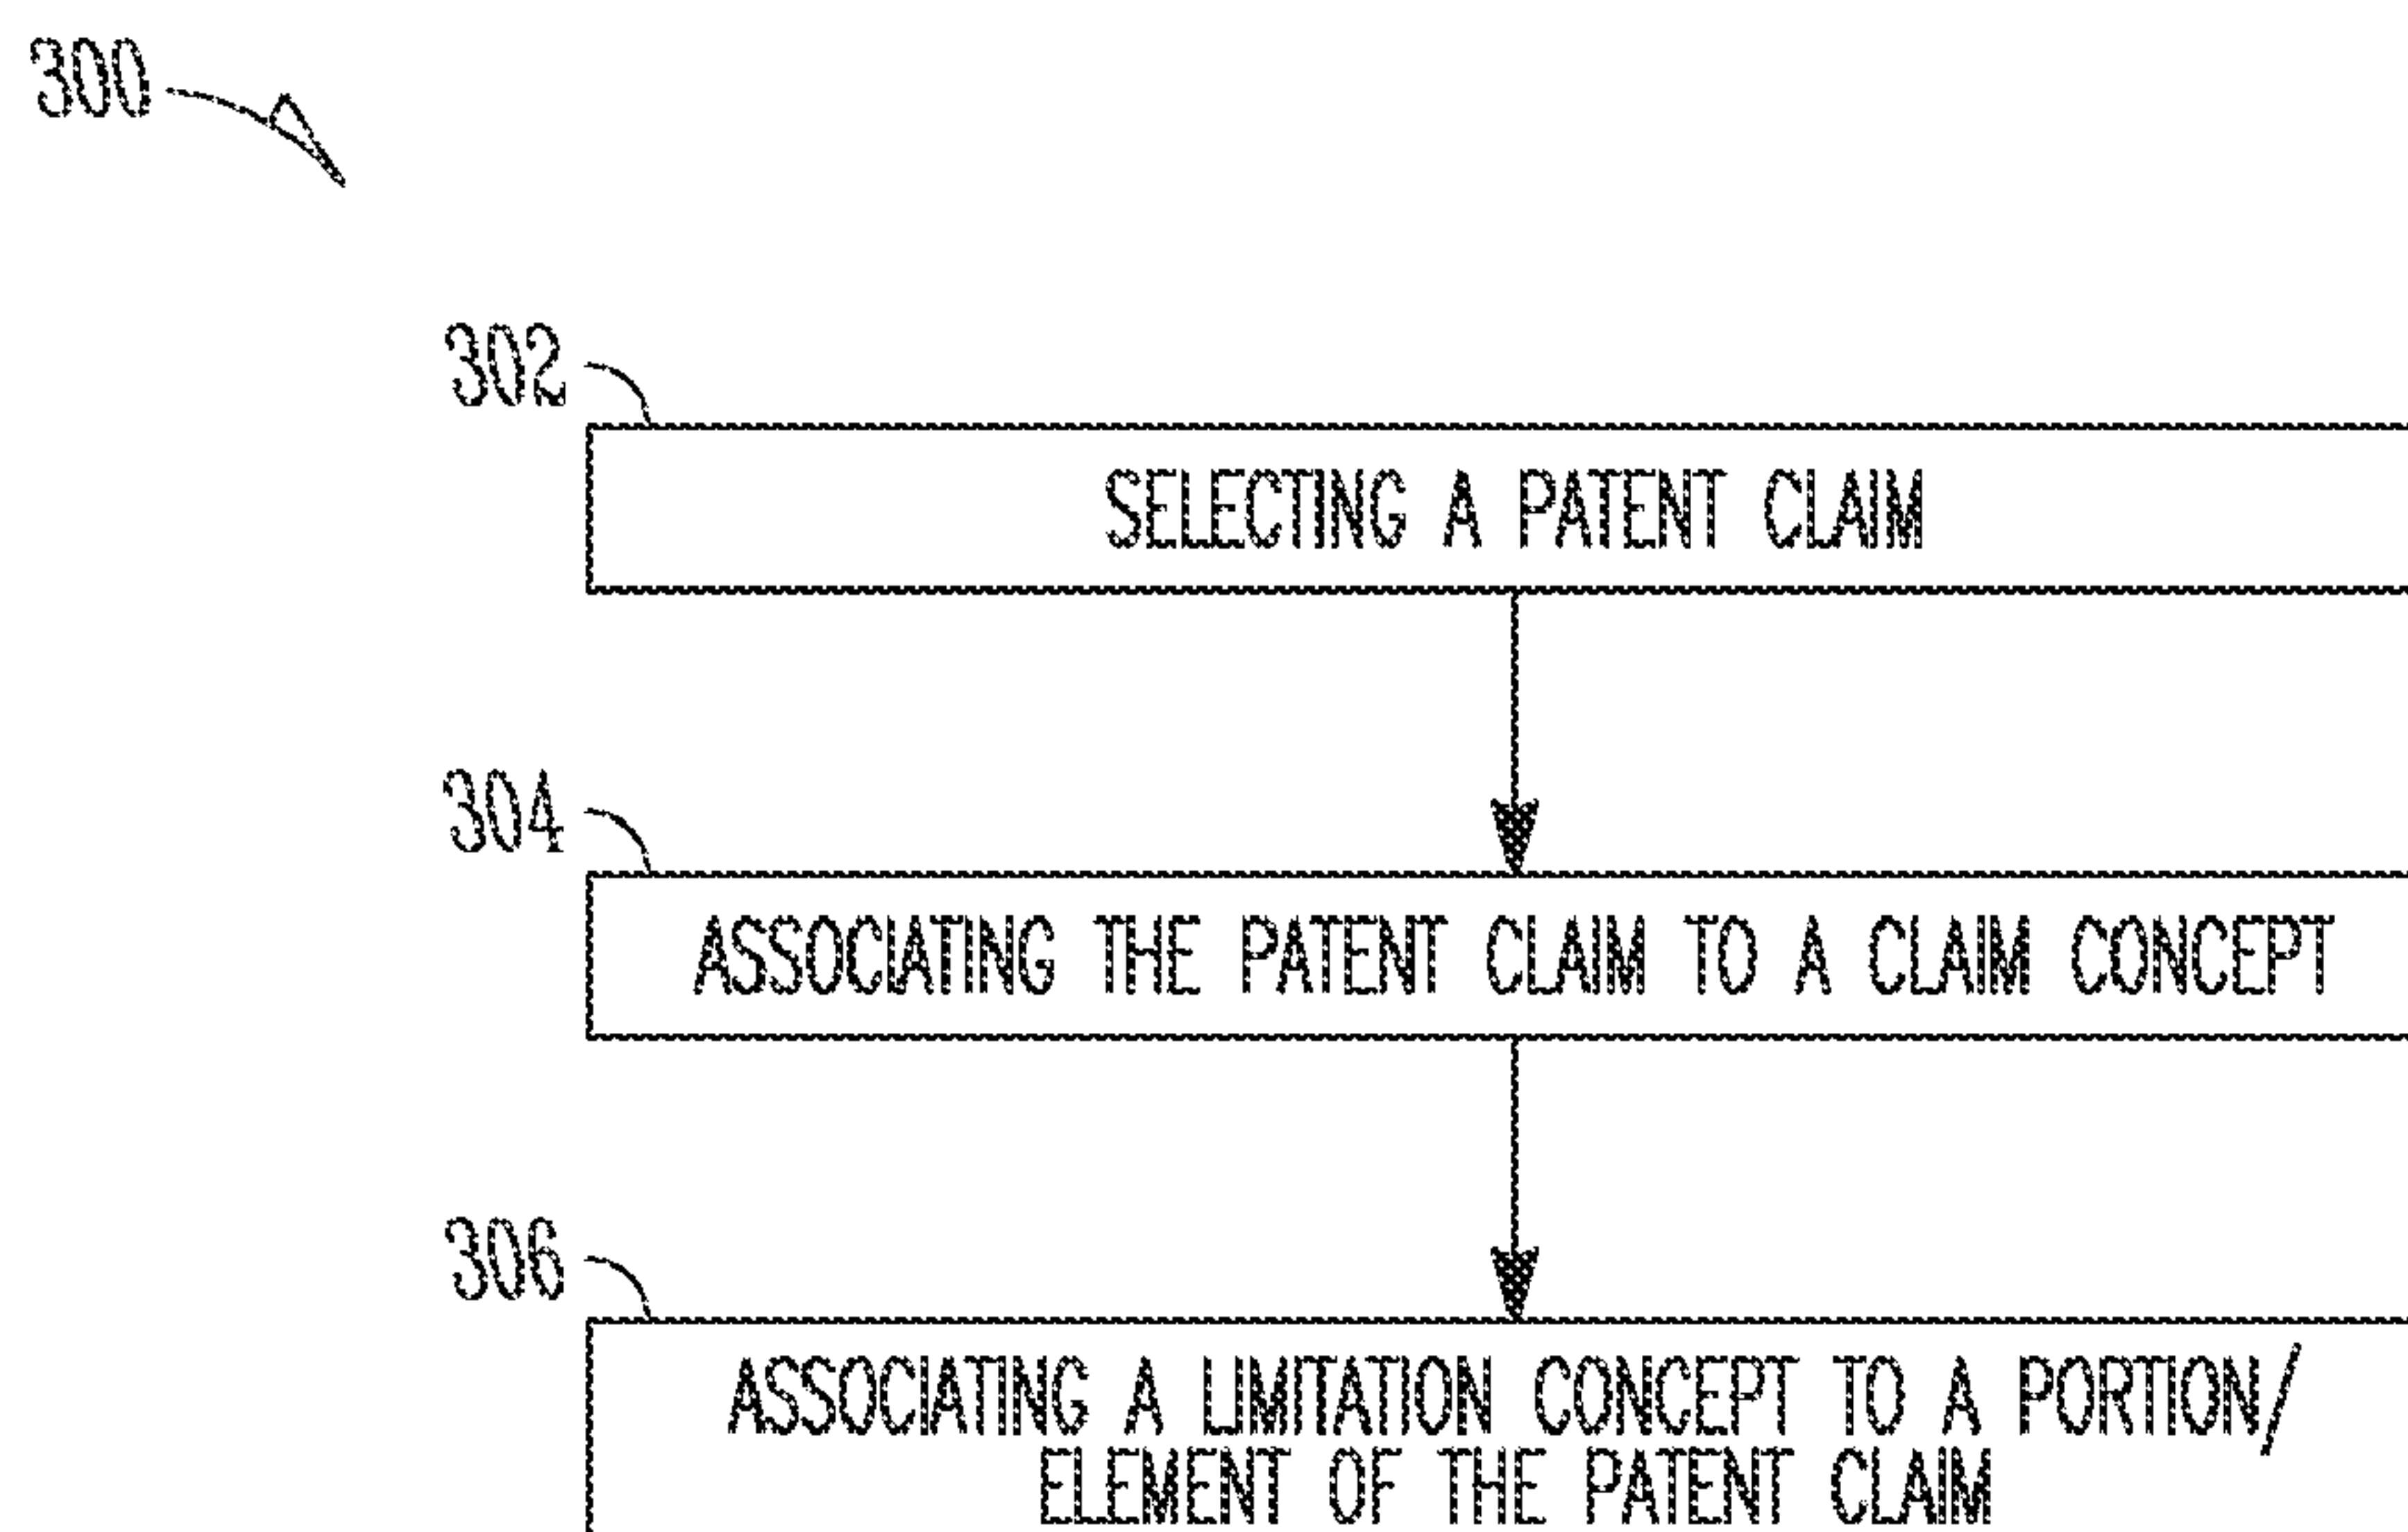 300
302
SELECTING A PATENT CLAIM
304
ASSOCIATING THE PATENT CLAIM TO A CLAIM CONCEPT
306
ASSOCIATING A LIMITATION CONCEPT TO A PORTION/
ELEMENT OF THE PATENT CLAIM